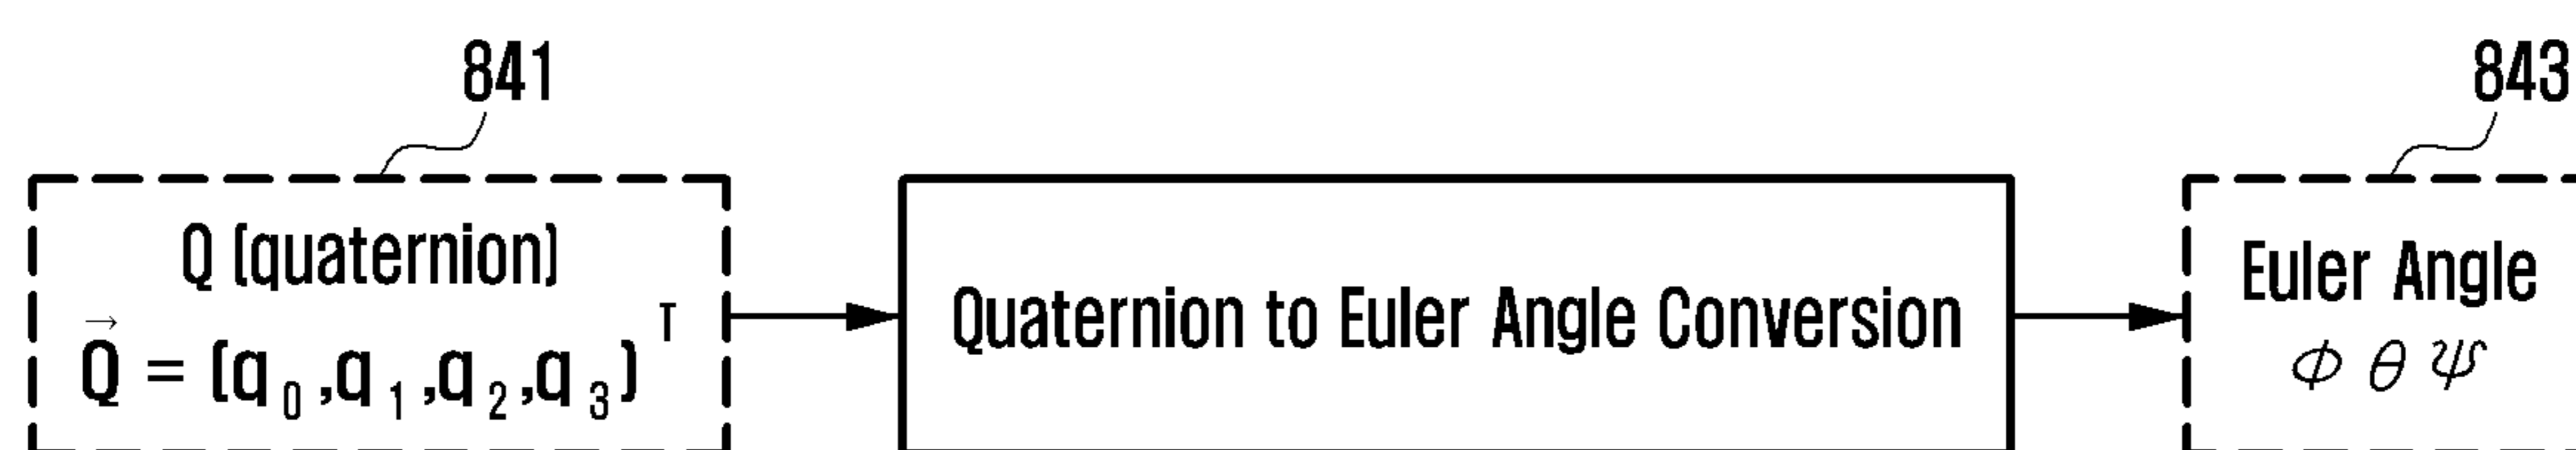 841
843
Q (quaternion)
Q⃗ = (q₀,q₁,q₂,q₃)ᵀ
Quaternion to Euler Angle Conversion
Euler Angle
Φ θ Ψ